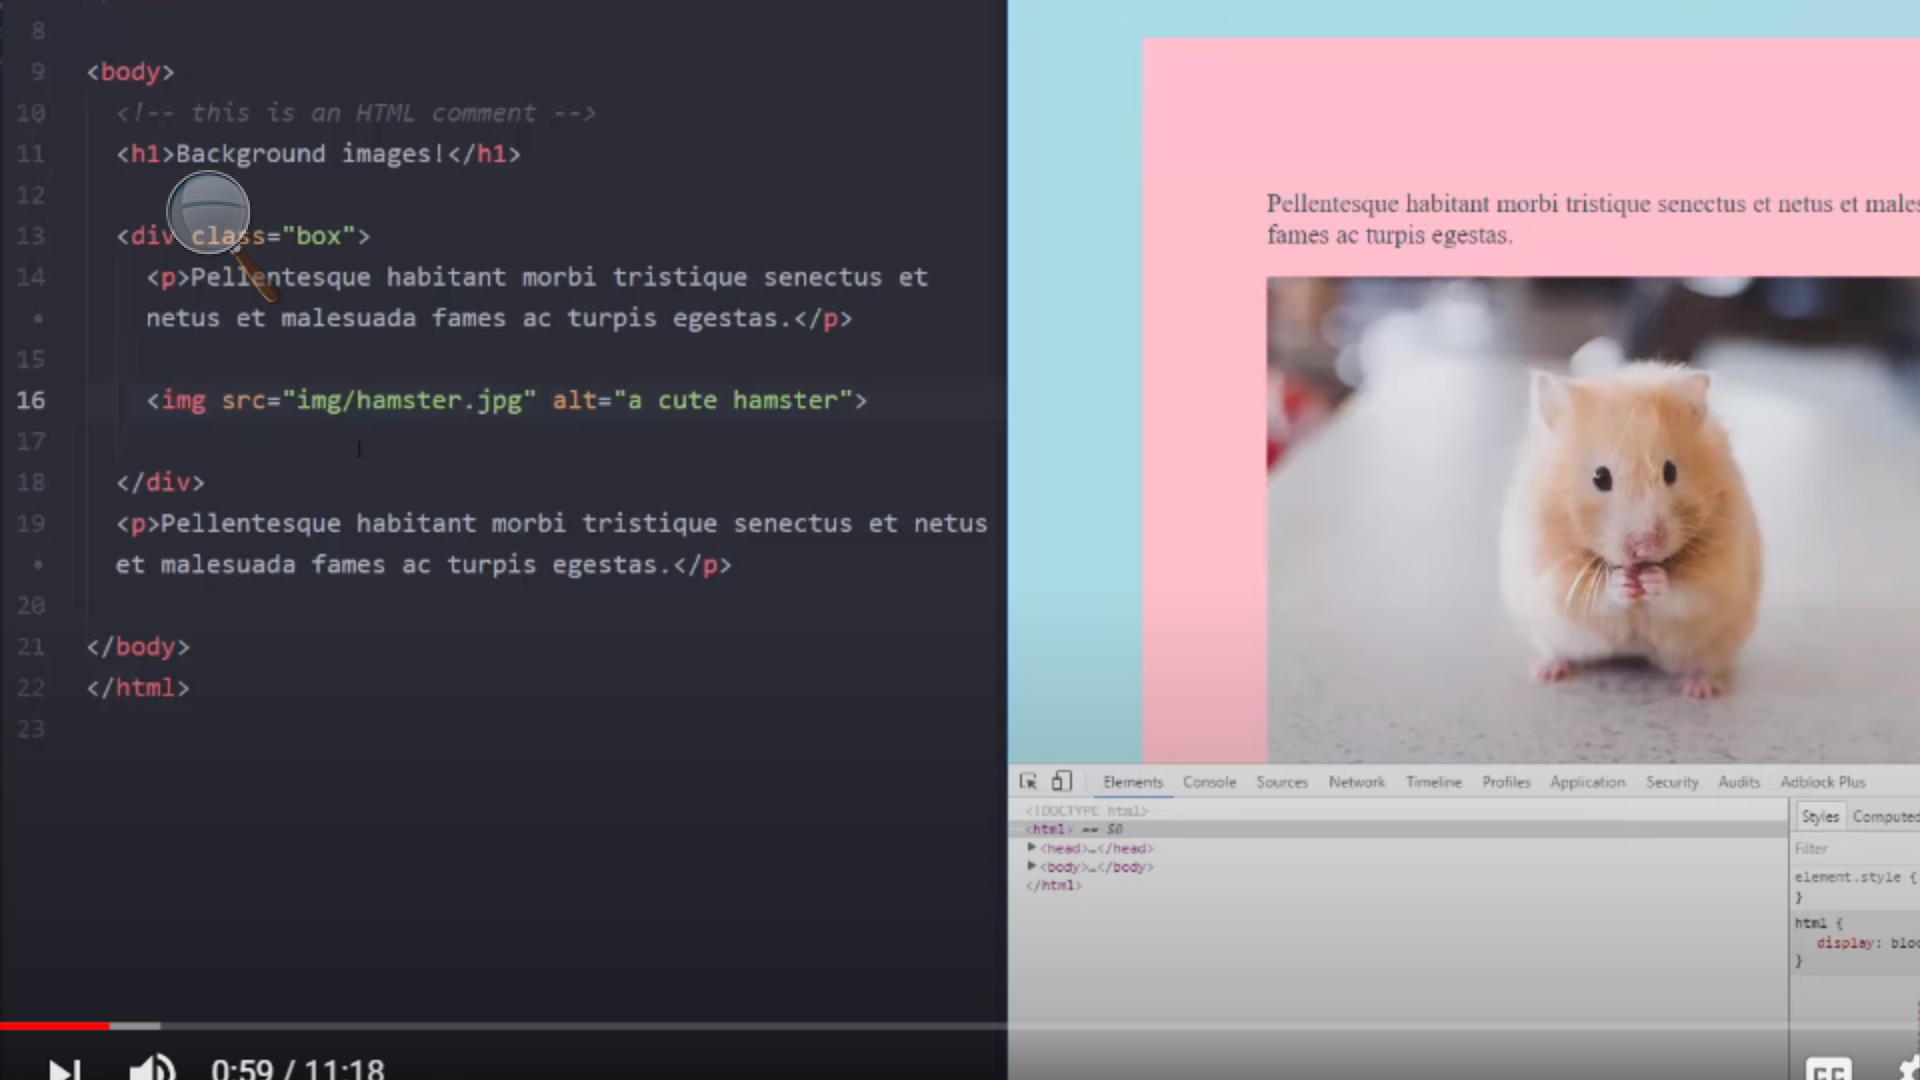 8
9 <body>
10 <!-- this is an HTML comment -->
11 <h1>Background images!</h1>
12
13 <div class="box">
14 <p>Pellentesque habitant morbi tristique senectus et
netus et malesuada fames ac turpis egestas.</p>
15
16 <img src="img/hamster.jpg" alt="a cute hamster">
17
18 </div>
19 <p>Pellentesque habitant morbi tristique senectus et netus
et malesuada fames ac turpis egestas.</p>
20
21 </body>
22 </html>
23
Pellentesque habitant morbi tristique senectus et netus et males
fames ac turpis egestas.
Elements Console Sources Network Timeline Profiles Application Security Audits Adblock Plus
<!DOCTYPE html>
<html> == $0
<head>…</head>
<body>…</body>
</html>
Styles Computed
Filter
element.style {
}
html {
display: bloc
}
0:59 / 11:18